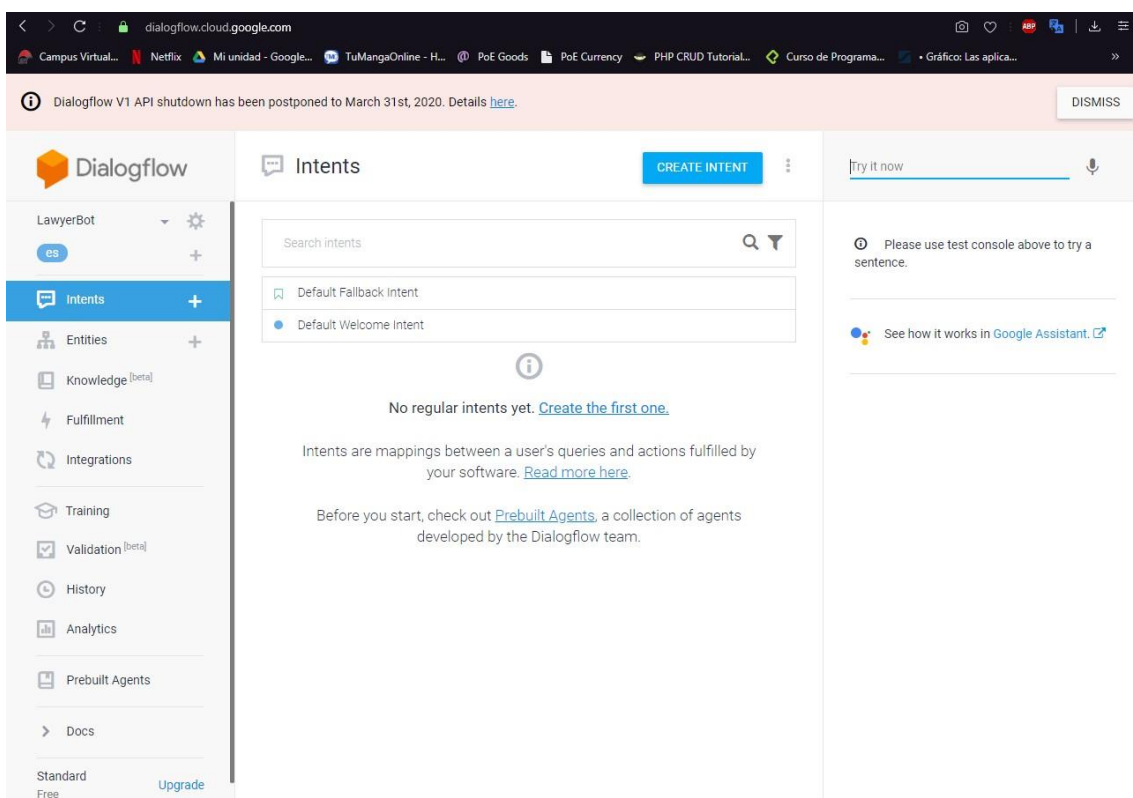 dialogflow.cloud.google.com
ABP
Campus Virtual... Netflix Mi unidad - Google... TuMangaOnline - H... PoE Goods PoE Currency PHP CRUD Tutorial... Curso de Programa... • Gráfico: Las aplica... »
Dialogflow V1 API shutdown has been postponed to March 31st, 2020. Details here.
DISMISS
Dialogflow
LawyerBot
es
Intents
Entities
Knowledge [beta]
Fulfillment
Integrations
Training
Validation [beta]
History
Analytics
Prebuilt Agents
Docs
Standard
Free
Upgrade
Intents
CREATE INTENT
Search intents
Default Fallback Intent
Default Welcome Intent
No regular intents yet. Create the first one.
Intents are mappings between a user's queries and actions fulfilled by
your software. Read more here.
Before you start, check out Prebuilt Agents, a collection of agents
developed by the Dialogflow team.
Try it now
Please use test console above to try a
sentence.
See how it works in Google Assistant.